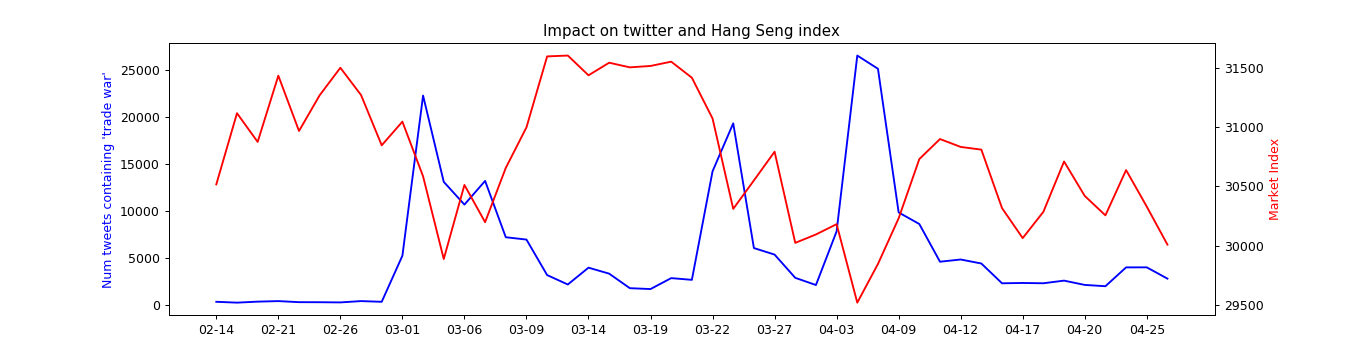 Impact on twitter and Hang Seng index
Num tweets containing 'trade war'
25000
20000
15000
10000
5000
0
31500
31000
30500
30000
29500
Market Index
02-14 02-21 02-26 03-01 03-06 03-09 03-14 03-19 03-22 03-27 04-03 04-09 04-12 04-17 04-20 04-25